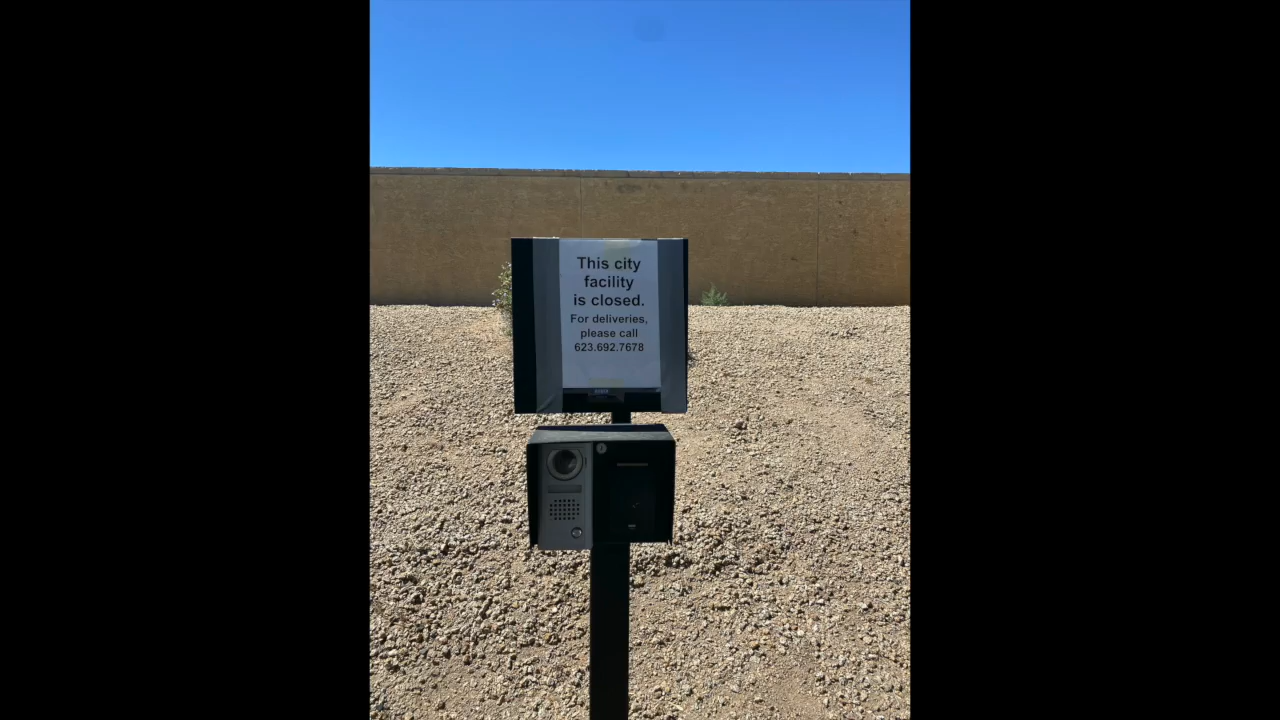 This city
facility
is closed.
For deliveries,
please call
623.692.7678